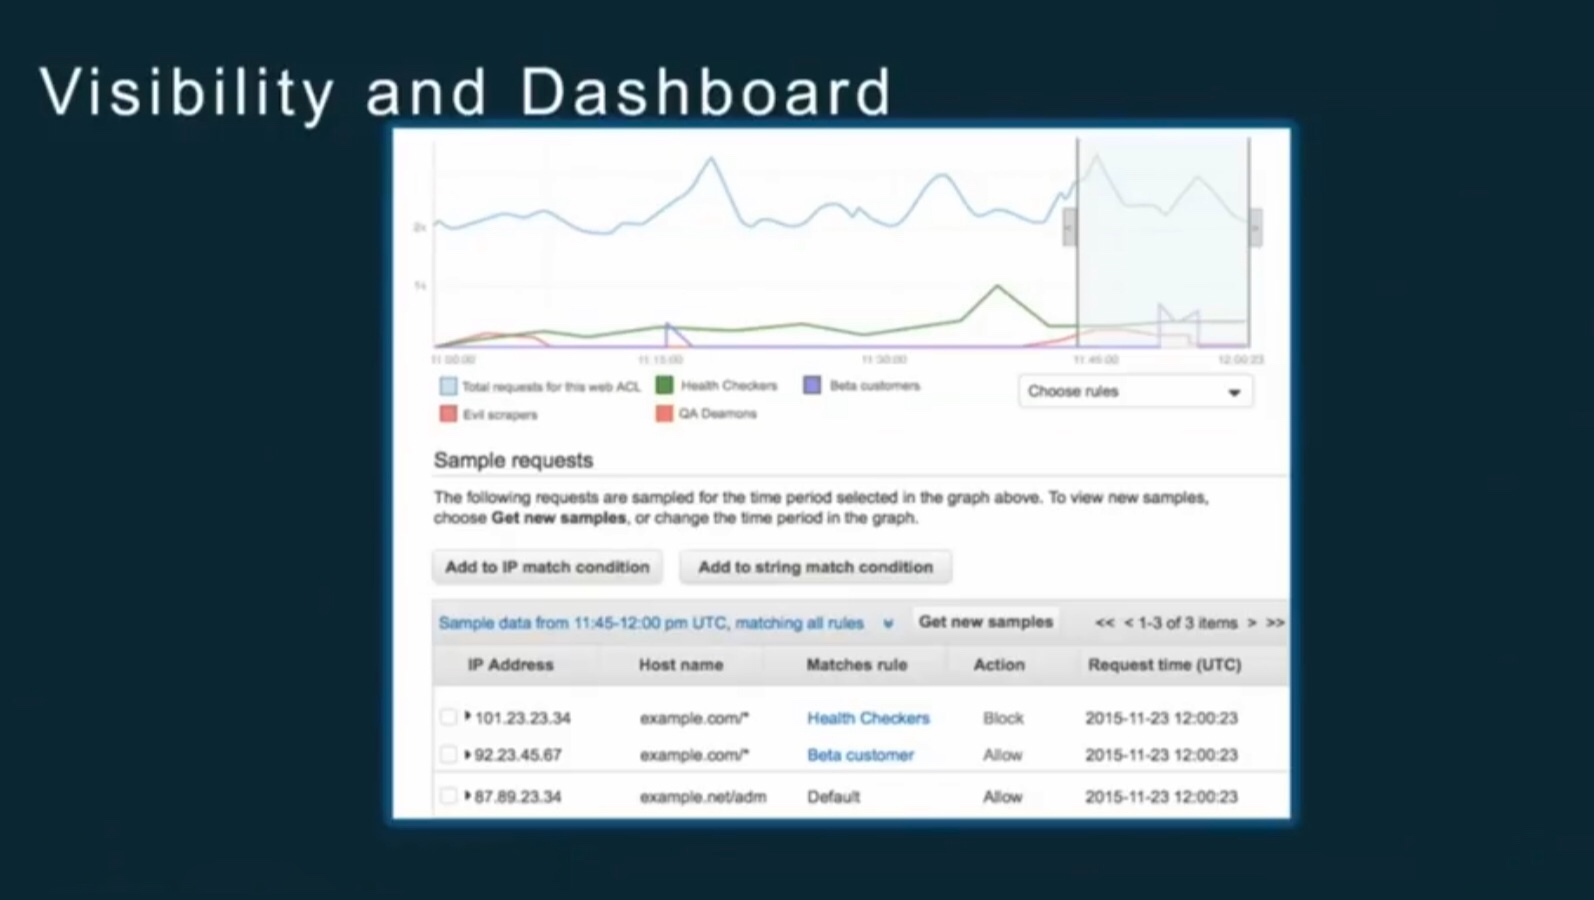 Visibility and Dashboard
2k
1k
11:00:00 11:15:00 11:30:00 11:45:00 12:00:23
Total requests for this web ACL Health Checkers Beta customers
Choose rules
Evil scrapers QA Deamons
Sample requests
The following requests are sampled for the time period selected in the graph above. To view new samples,
choose Get new samples, or change the time period in the graph.
Add to IP match condition Add to string match condition
Sample data from 11:45-12:00 pm UTC, matching all rules Get new samples << < 1-3 of 3 items > >>
IP Address Host name Matches rule Action Request time (UTC)
101.23.23.34 example.com/* Health Checkers Block 2015-11-23 12:00:23
92.23.45.67 example.com/* Beta customer Allow 2015-11-23 12:00:23
87.89.23.34 example.net/adm Default Allow 2015-11-23 12:00:23